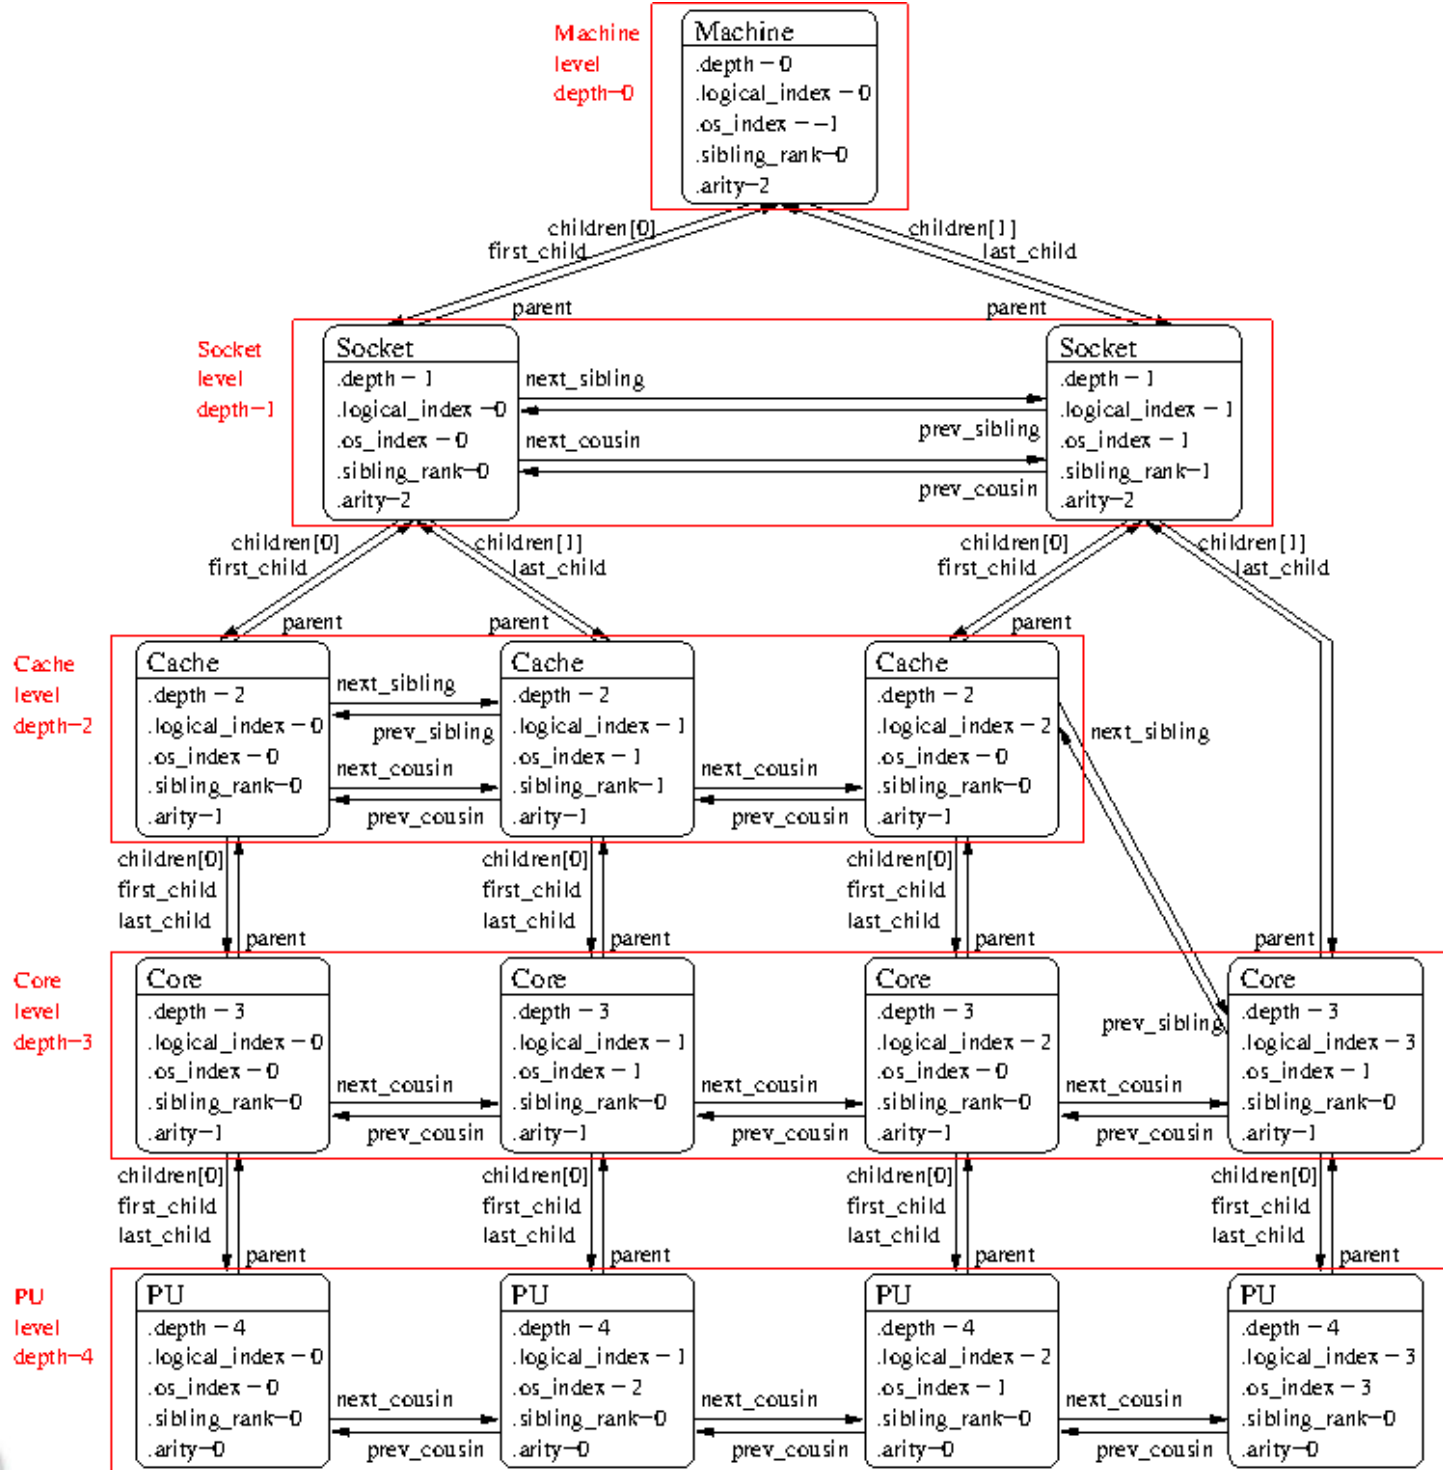 Machine
level
depth=0
Machine
.depth = 0
.logical_index = 0
.os_index = -1
.sibling_rank=0
.arity=2
children[0]
first_child
children[1]
last_child
parent
parent
Socket
level
depth=1
Socket
.depth = 1
.logical_index =0
.os_index = 0
.sibling_rank=0
.arity=2
next_sibling
prev_sibling
next_cousin
prev_cousin
Socket
.depth = 1
.logical_index = 1
.os_index = 1
.sibling_rank=1
.arity=2
children[0]
first_child
children[1]
last_child
children[0]
first_child
children[1]
last_child
parent
parent
parent
Cache
level
depth=2
Cache
.depth = 2
.logical_index=0
.os_index = 0
.sibling_rank=0
.arity=1
next_sibling
prev_sibling
next_cousin
prev_cousin
Cache
.depth = 2
.logical_index = 1
.os_index = 1
.sibling_rank=1
.arity=1
next_cousin
prev_cousin
Cache
.depth = 2
.logical_index=2
.os_index = 0
.sibling_rank=0
.arity=1
next_sibling
prev_sibling
children[0]
first_child
last_child
parent
children[0]
first_child
last_child
parent
children[0]
first_child
last_child
parent
parent
Core
level
depth=3
Core
.depth = 3
.logical_index=0
.os_index = 0
.sibling_rank=0
.arity=1
next_cousin
prev_cousin
Core
.depth = 3
.logical_index = 1
.os_index = 1
.sibling_rank=0
.arity=1
next_cousin
prev_cousin
Core
.depth = 3
.logical_index = 2
.os_index = 0
.sibling_rank=0
.arity=1
next_cousin
prev_cousin
Core
.depth = 3
.logical_index = 3
.os_index = 1
.sibling_rank=0
.arity=1
children[0]
first_child
last_child
parent
children[0]
first_child
last_child
parent
children[0]
first_child
last_child
parent
children[0]
first_child
last_child
parent
PU
level
depth=4
PU
.depth = 4
.logical_index = 0
.os_index = 0
.sibling_rank=0
.arity=0
next_cousin
prev_cousin
PU
.depth = 4
.logical_index = 1
.os_index = 2
.sibling_rank=0
.arity=0
next_cousin
prev_cousin
PU
.depth = 4
.logical_index = 2
.os_index = 1
.sibling_rank=0
.arity=0
next_cousin
prev_cousin
PU
.depth = 4
.logical_index = 3
.os_index = 3
.sibling_rank=0
.arity=0